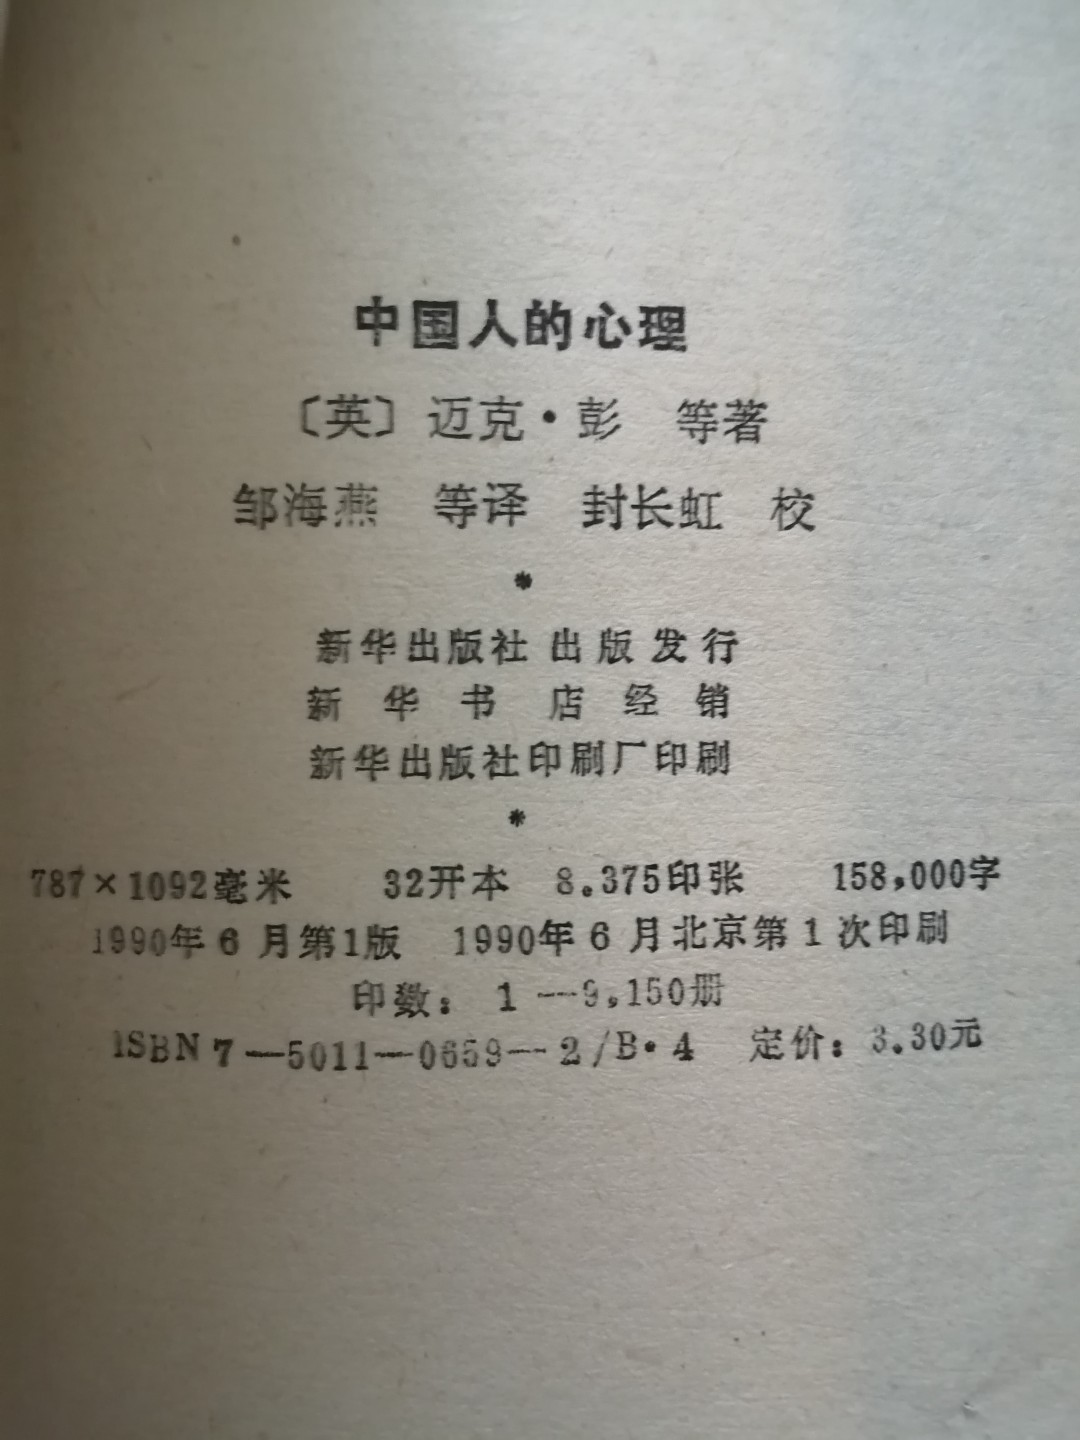 中国人的心理
〔英〕迈克·彭 等著
邹海燕 等译 封长虹 校
*
新华出版社 出版发行
新华书店经销
新华出版社印刷厂印刷
*
787×1092毫米 32开本 8.375印张 158,000字
1990年6月第1版 1990年6月北京第1次印刷
印数：1—9,150册
ISBN 7—5011—0659—2/B·4 定价：3.30元